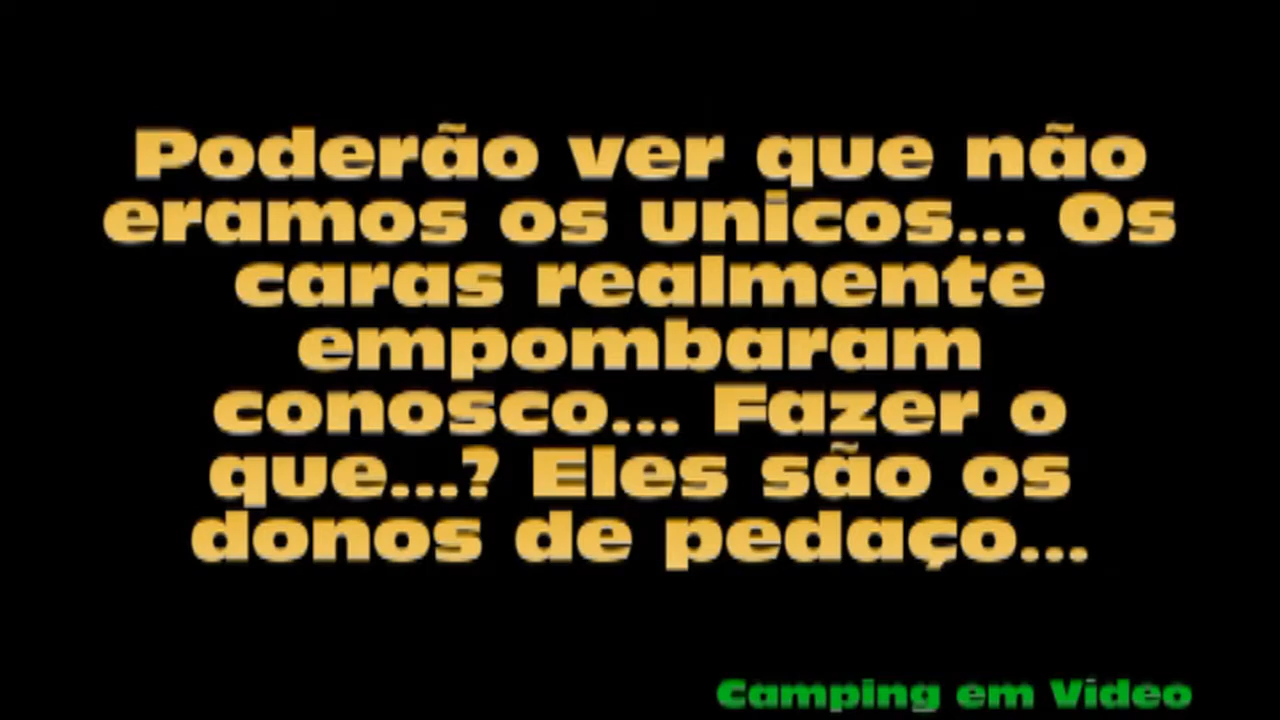 Poderão ver que não
eramos os unicos... Os
caras realmente
empombaram
conosco... Fazer o
que...? Eles são os
donos de pedaço...
Camping em Video